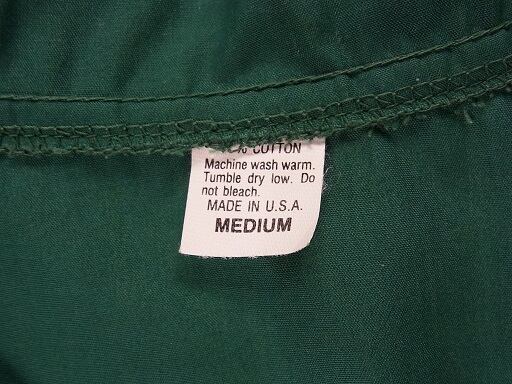 % COTTON
Machine wash warm.
Tumble dry low. Do
not bleach.
MADE IN U.S.A.
MEDIUM